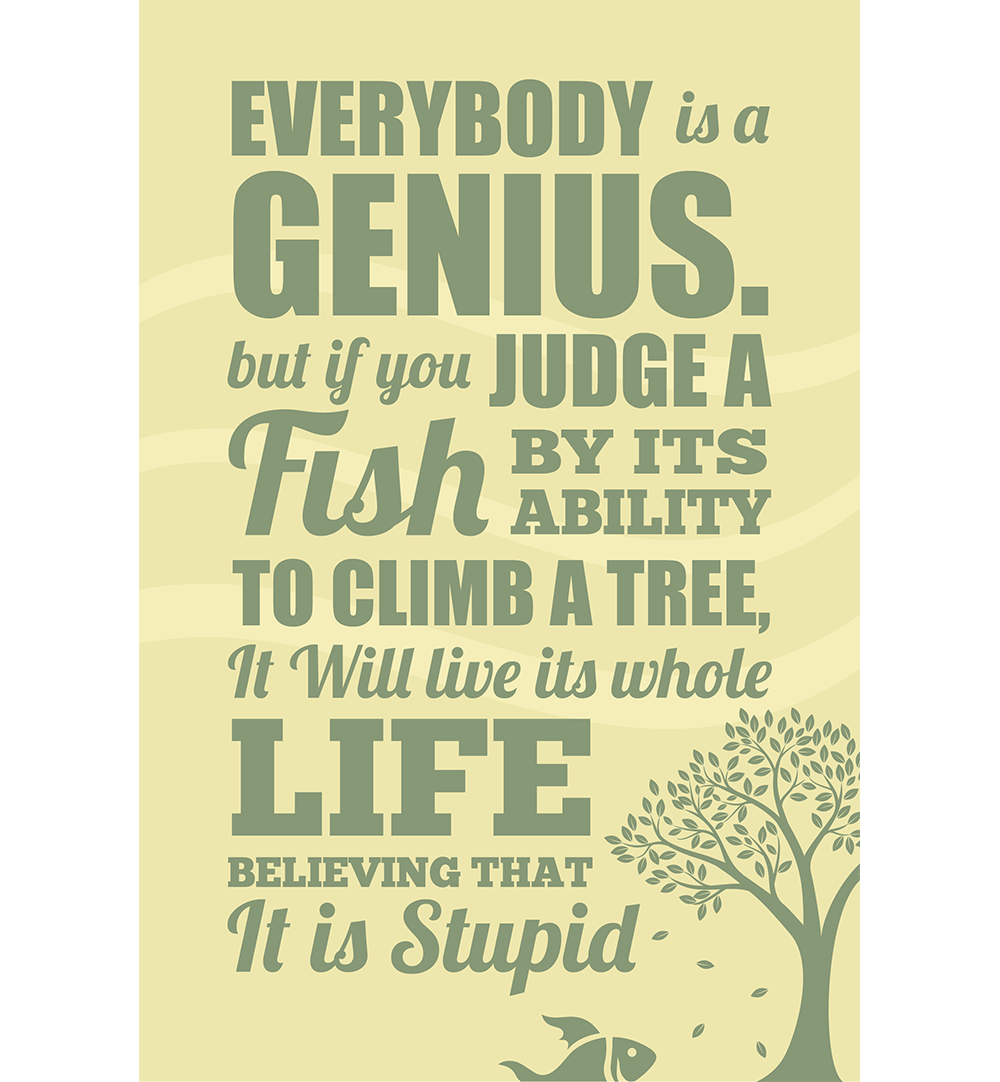 EVERYBODY is a
GENIUS.
but if you JUDGE A
Fish BY ITS
ABILITY
TO CLIMB A TREE,
It Will live its whole
LIFE
BELIEVING THAT
It is Stupid